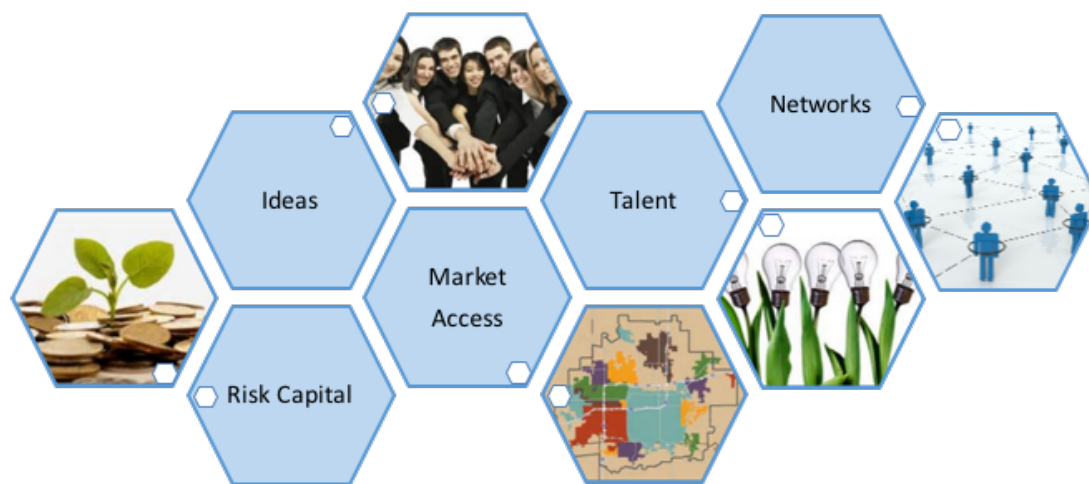 Networks
Ideas
Talent
Market
Access
Risk Capital